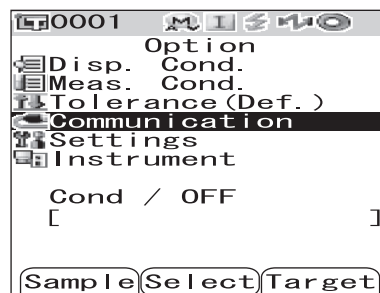 0001
Option
Disp. Cond.
Meas. Cond.
Tolerance(Def.)
Communication
Settings
Instrument
Cond / OFF
[ ]
Sample Select Target